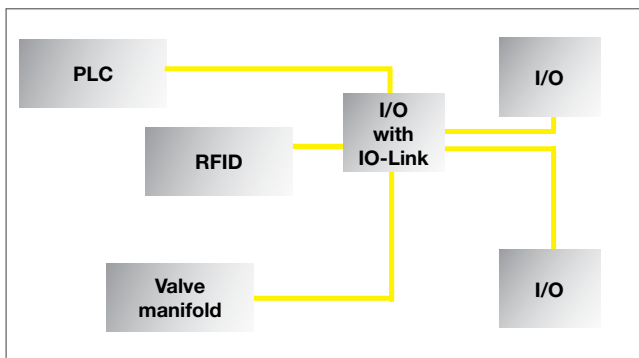 PLC
I/O
I/O
with
IO-Link
RFID
Valve
manifold
I/O